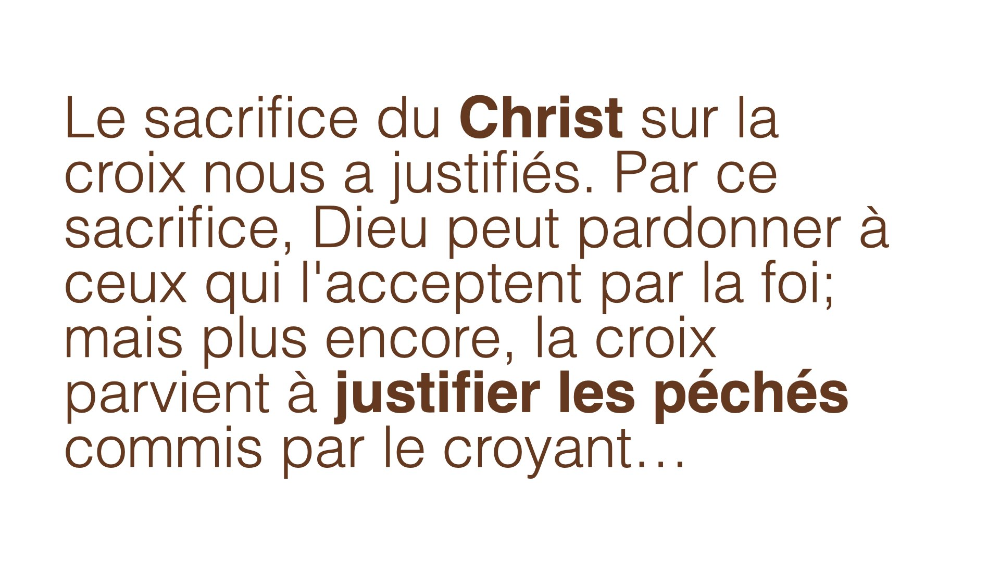 Le sacrifice du Christ sur la
croix nous a justifiés. Par ce
sacrifice, Dieu peut pardonner à
ceux qui l'acceptent par la foi;
mais plus encore, la croix
parvient à justifier les péchés
commis par le croyant…